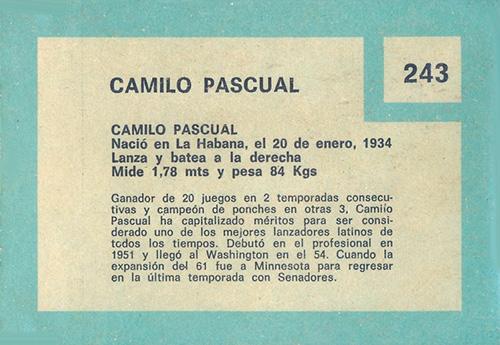 CAMILO PASCUAL
243
CAMILO PASCUAL
Nació en La Habana, el 20 de enero, 1934
Lanza y batea a la derecha
Mide 1,78 mts y pesa 84 Kgs
Ganador de 20 juegos en 2 temporadas consecu-
tivas y campeón de ponches en otras 3, Camilo
Pascual ha capitalizado méritos para ser consi-
derado uno de los mejores lanzadores latinos de
todos los tiempos. Debutó en el profesional en
1951 y llegó al Washington en el 54. Cuando la
expansión del 61 fue a Minnesota para regresar
en la última temporada con Senadores.